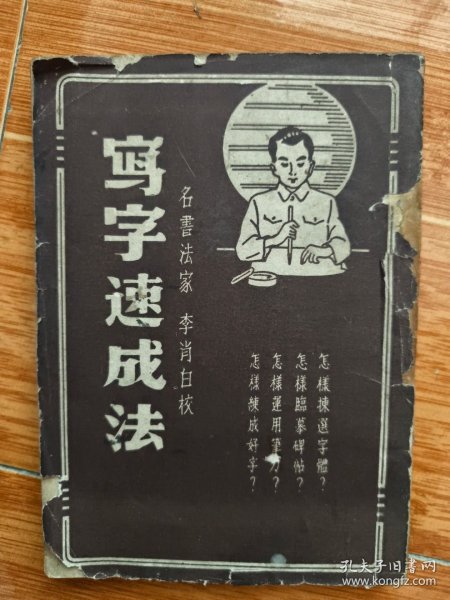 寫字速成法
名書法家 李肖白校
怎樣揀選字體？
怎樣臨摹碑帖？
怎樣運用筆力？
怎樣練成好字？
孔夫子旧书网
www.kongfz.com